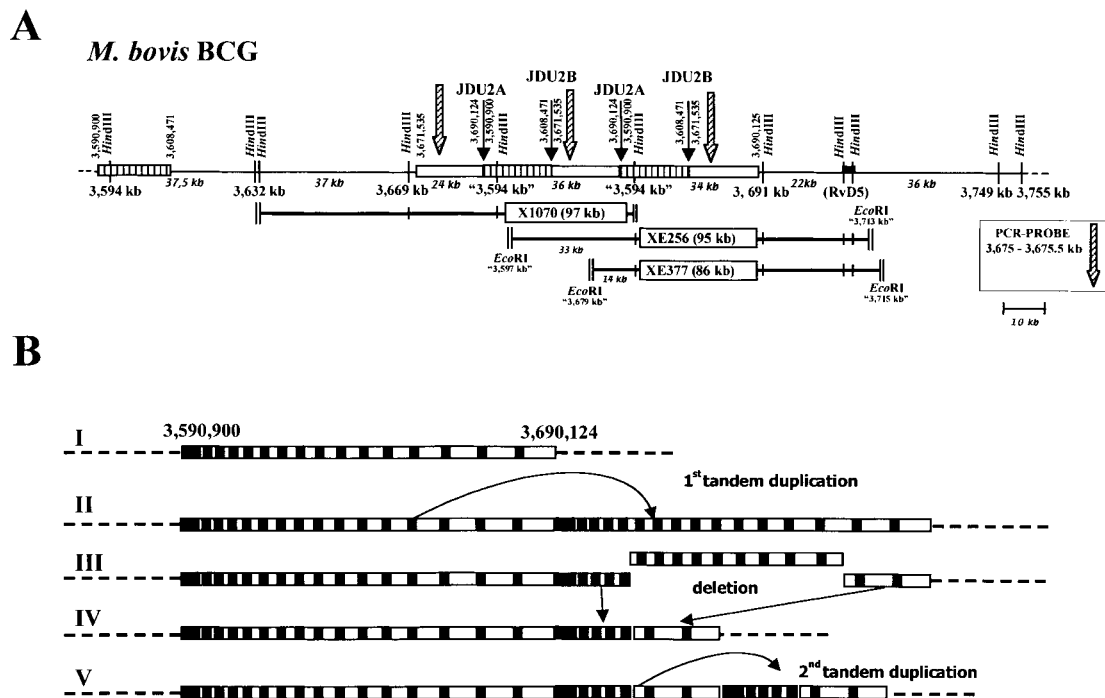 A
M. bovis BCG
JDU2A
JDU2B
JDU2A
JDU2B
3,590,900
HindIII
3,608,471
HindIII
HindIII
HindIII
3,671,535
3,690,124
3,590,900
HindIII
3,608,471
3,671,535
3,690,124
3,590,900
HindIII
3,608,471
3,671,535
3,690,125
HindIII
HindIII
HindIII
HindIII
HindIII
3,594 kb
37,5 kb
3,632 kb
37 kb
3,669 kb
24 kb
"3,594 kb"
36 kb
"3,594 kb"
34 kb
3,691 kb
22kb
(RvD5)
36 kb
3,749 kb
3,755 kb
X1070 (97 kb)
EcoRI
"3,713 kb"
33 kb
XE256 (95 kb)
EcoRI
"3,597 kb"
14 kb
XE377 (86 kb)
EcoRI
"3,679 kb"
EcoRI
"3,715 kb"
PCR-PROBE
3,675 - 3,675.5 kb
10 kb
B
I
3,590,900
3,690,124
II
1st tandem duplication
III
deletion
IV
V
2nd tandem duplication